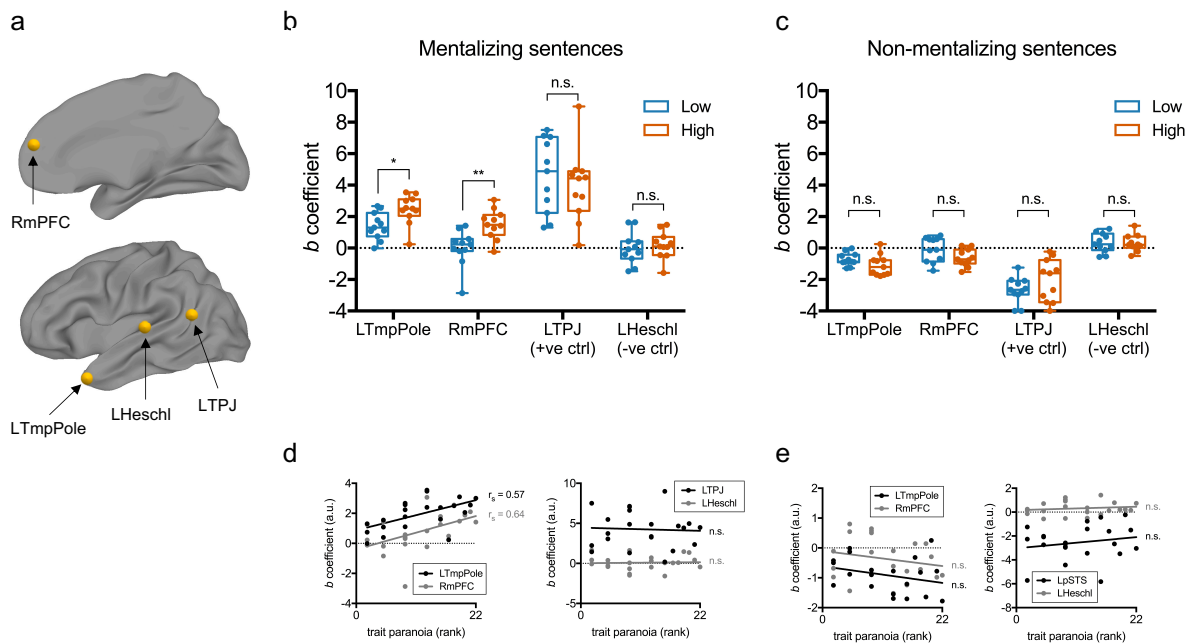 a
RmPFC
LHeschl
LTPJ
LTmpPole
b
Mentalizing sentences
b coefficient
10
8
6
4
2
0
-2
-4
*
**
n.s.
n.s.
Low
High
LTmpPole
RmPFC
LTPJ
(+ve ctrl)
LHeschl
(-ve ctrl)
c
Non-mentalizing sentences
b coefficient
10
8
6
4
2
0
-2
-4
n.s.
n.s.
n.s.
n.s.
Low
High
LTmpPole
RmPFC
LTPJ
(+ve ctrl)
LHeschl
(-ve ctrl)
d
b coefficient (a.u.)
4
2
0
-2
-4
rs = 0.57
rs = 0.64
LTmpPole
RmPFC
0
22
trait paranoia (rank)
b coefficient (a.u.)
10
5
0
-5
LTPJ
LHeschl
n.s.
n.s.
0
22
trait paranoia (rank)
e
b coefficient (a.u.)
2
1
0
-1
-2
LTmpPole
RmPFC
n.s.
n.s.
0
22
trait paranoia (rank)
b coefficient (a.u.)
2
0
-2
-4
-6
-8
n.s.
n.s.
LpSTS
LHeschl
0
22
trait paranoia (rank)